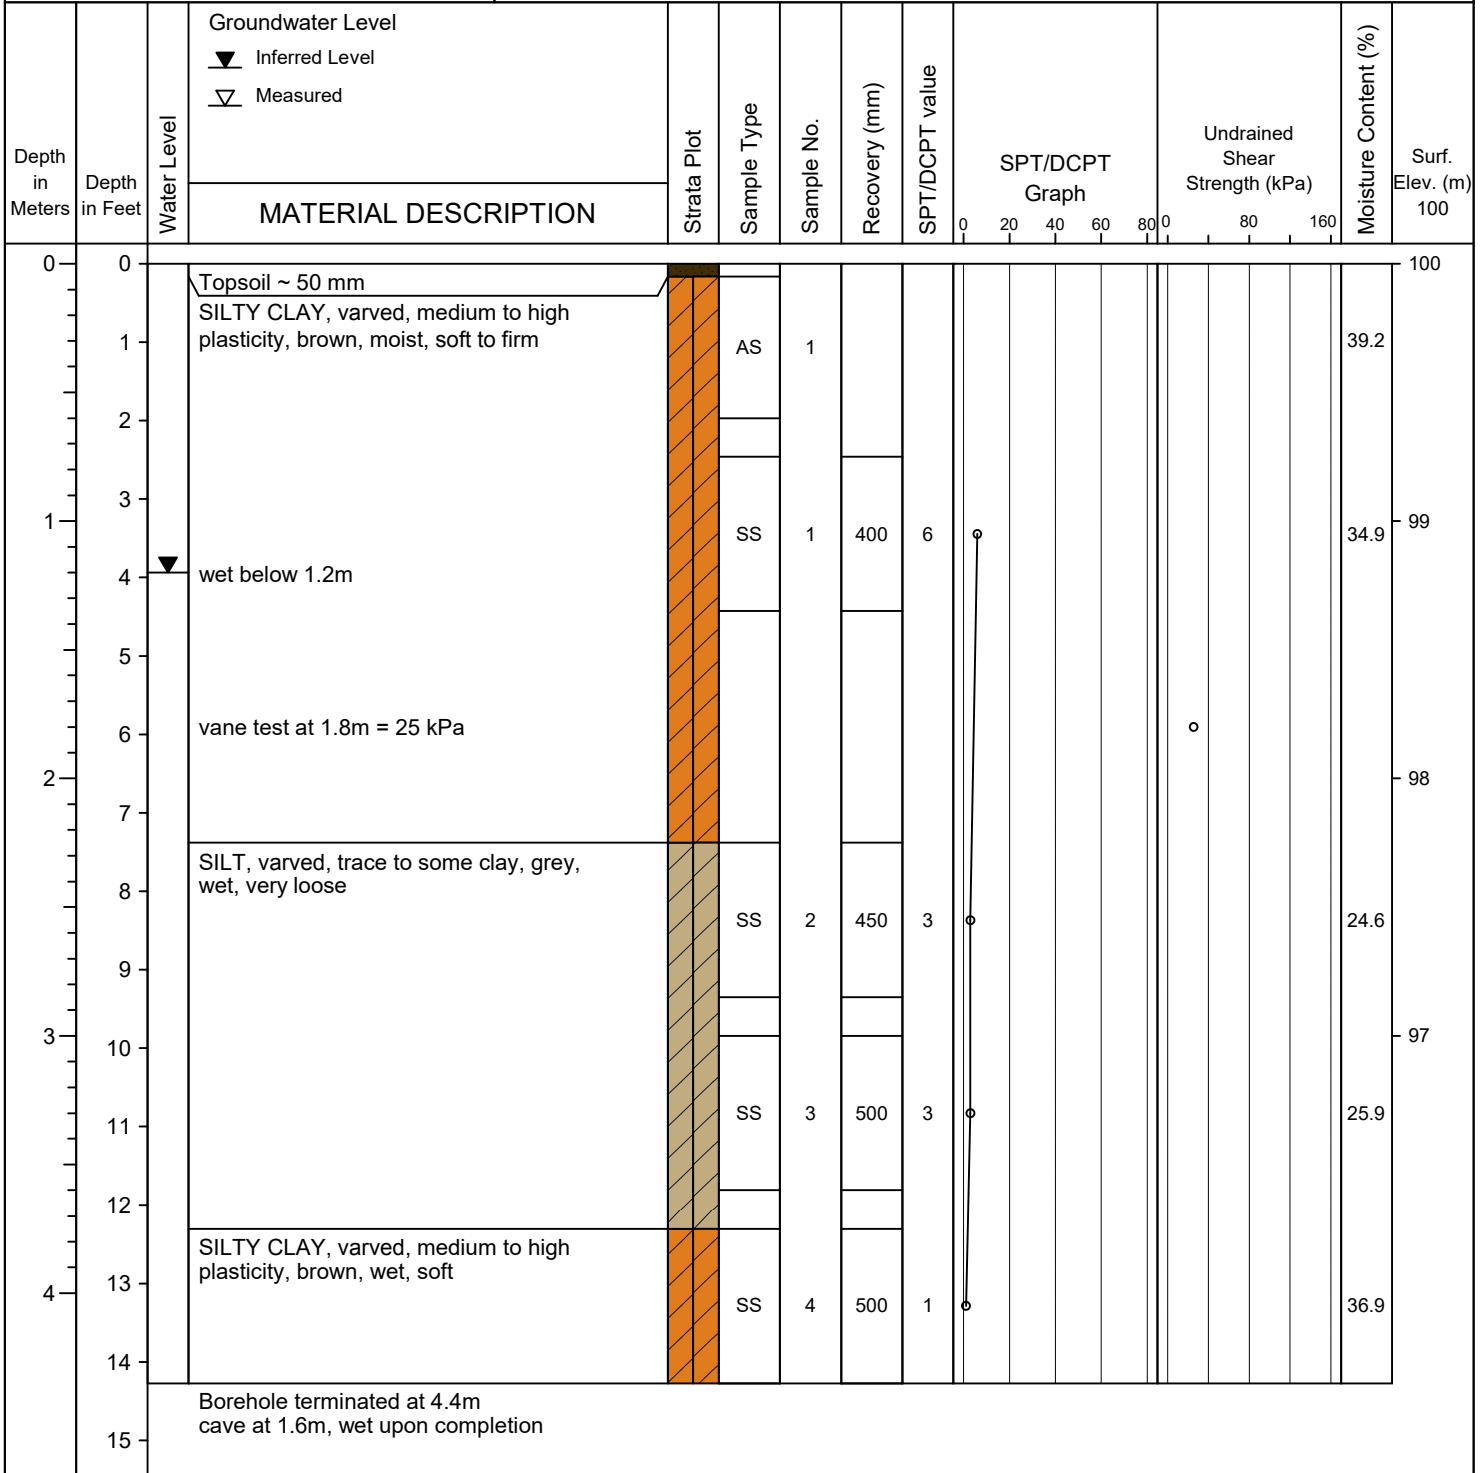 Groundwater Level
Inferred Level
Measured
Depth
in
Meters
Depth
in Feet
Water Level
MATERIAL DESCRIPTION
Strata Plot
Sample Type
Sample No.
Recovery (mm)
SPT/DCPT value
SPT/DCPT
Graph
0 20 40 60 80
Undrained
Shear
Strength (kPa)
0 80 160
Moisture Content (%)
Surf.
Elev. (m)
100
0 0 100
Topsoil ~ 50 mm
SILTY CLAY, varved, medium to high
plasticity, brown, moist, soft to firm
1 AS 1 39.2
2
3
1 99
SS 1 400 6 34.9
4 wet below 1.2m
5
6 vane test at 1.8m = 25 kPa
2 98
7
SILT, varved, trace to some clay, grey,
wet, very loose
8
SS 2 450 3 24.6
9
3 97
10
11 SS 3 500 3 25.9
12
SILTY CLAY, varved, medium to high
plasticity, brown, wet, soft
13
4
SS 4 500 1 36.9
14
Borehole terminated at 4.4m
cave at 1.6m, wet upon completion
15